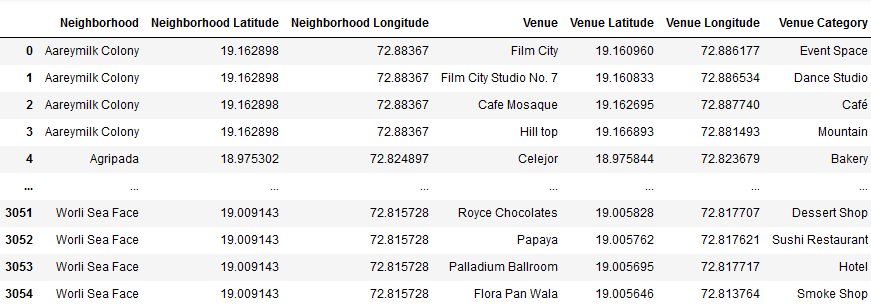 Neighborhood Neighborhood Latitude Neighborhood Longitude Venue Venue Latitude Venue Longitude Venue Category
0 Aareymilk Colony 19.162898 72.88367 Film City 19.160960 72.886177 Event Space
1 Aareymilk Colony 19.162898 72.88367 Film City Studio No. 7 19.160833 72.886534 Dance Studio
2 Aareymilk Colony 19.162898 72.88367 Cafe Mosaque 19.162695 72.887740 Café
3 Aareymilk Colony 19.162898 72.88367 Hill top 19.166893 72.881493 Mountain
4 Agripada 18.975302 72.824897 Celejor 18.975844 72.823679 Bakery
... ... ... ... ... ... ... ...
3051 Worli Sea Face 19.009143 72.815728 Royce Chocolates 19.005828 72.817707 Dessert Shop
3052 Worli Sea Face 19.009143 72.815728 Papaya 19.005762 72.817621 Sushi Restaurant
3053 Worli Sea Face 19.009143 72.815728 Palladium Ballroom 19.005695 72.817717 Hotel
3054 Worli Sea Face 19.009143 72.815728 Flora Pan Wala 19.005646 72.813764 Smoke Shop